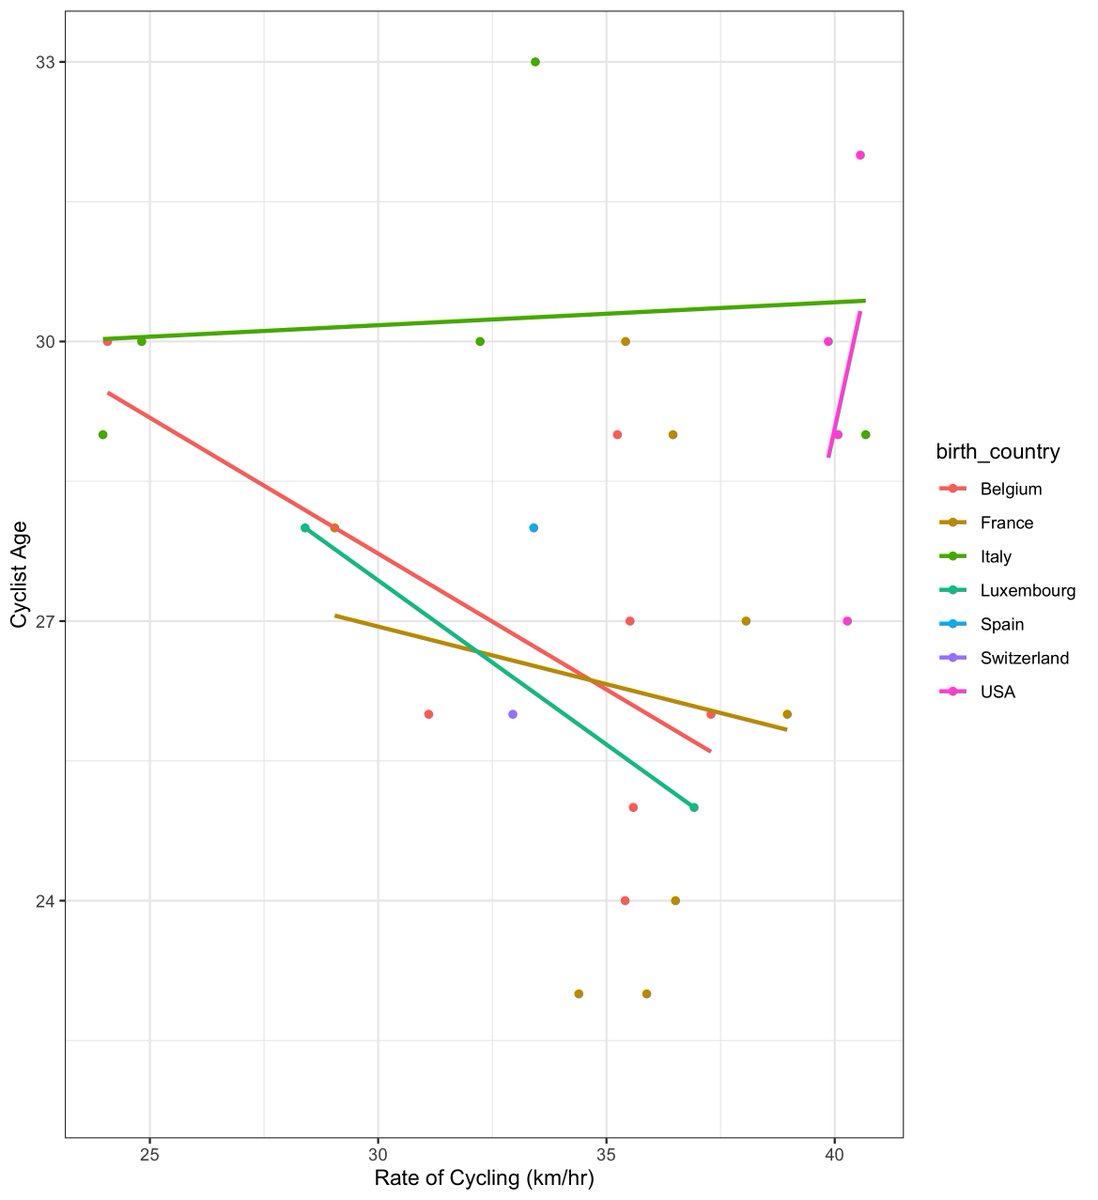 33
30
27
24
Cyclist Age
25
30
35
40
Rate of Cycling (km/hr)
birth_country
Belgium
France
Italy
Luxembourg
Spain
Switzerland
USA